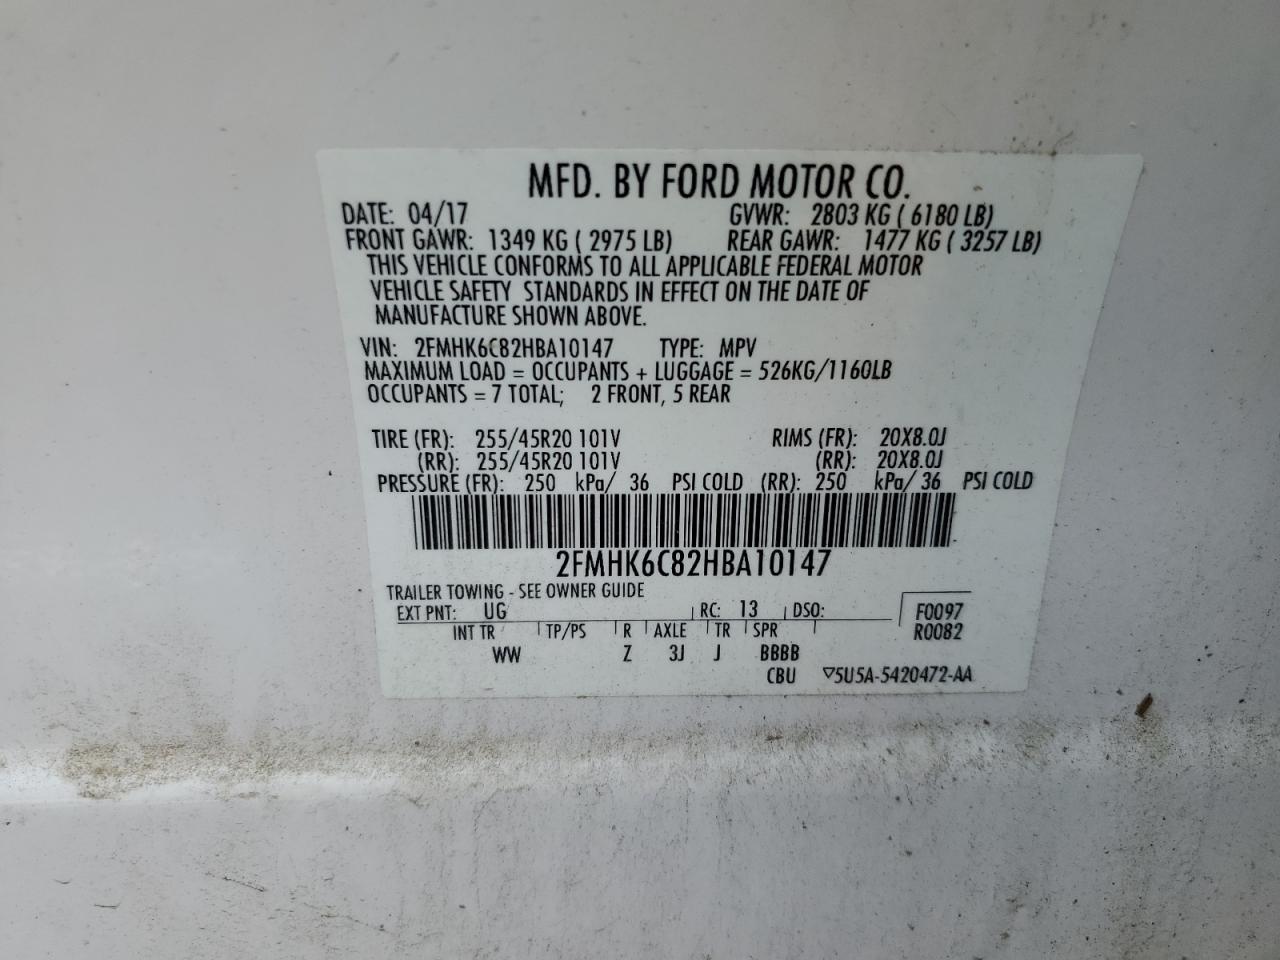 MFD. BY FORD MOTOR CO.
DATE: 04/17 GVWR: 2803 KG ( 6180 LB)
FRONT GAWR: 1349 KG ( 2975 LB) REAR GAWR: 1477 KG ( 3257 LB)
THIS VEHICLE CONFORMS TO ALL APPLICABLE FEDERAL MOTOR
VEHICLE SAFETY STANDARDS IN EFFECT ON THE DATE OF
MANUFACTURE SHOWN ABOVE.
VIN: 2FMHK6C82HBA10147 TYPE: MPV
MAXIMUM LOAD = OCCUPANTS + LUGGAGE = 526KG/1160LB
OCCUPANTS = 7 TOTAL; 2 FRONT, 5 REAR
TIRE (FR): 255/45R20 101V RIMS (FR): 20X8.0J
(RR): 255/45R20 101V (RR): 20X8.0J
PRESSURE (FR): 250 kPa/ 36 PSI COLD (RR): 250 kPa/ 36 PSI COLD
2FMHK6C82HBA10147
TRAILER TOWING - SEE OWNER GUIDE
EXT PNT: UG RC: 13 DSO: F0097
INT TR TP/PS R AXLE TR SPR R0082
WW Z 3J J BBBB
CBU ▽5U5A-5420472-AA